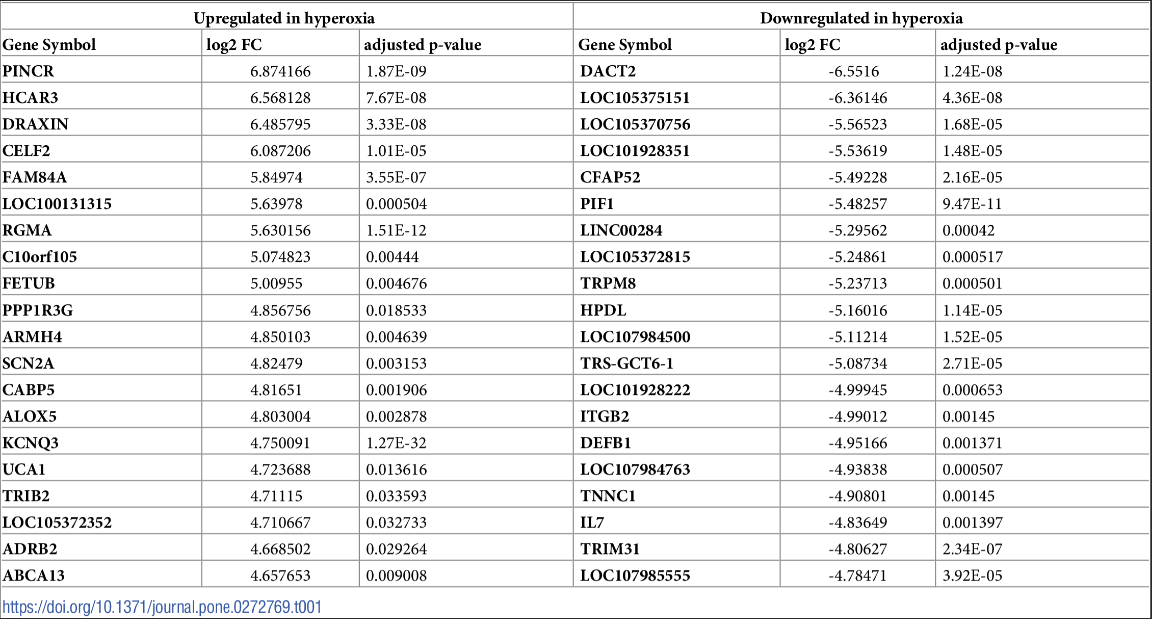 Upregulated in hyperoxia Downregulated in hyperoxia
Gene Symbol log2 FC adjusted p-value Gene Symbol log2 FC adjusted p-value
PINCR 6.874166 1.87E-09 DACT2 -6.5516 1.24E-08
HCAR3 6.568128 7.67E-08 LOC105375151 -6.36146 4.36E-08
DRAXIN 6.485795 3.33E-08 LOC105370756 -5.56523 1.68E-05
CELF2 6.087206 1.01E-05 LOC101928351 -5.53619 1.48E-05
FAM84A 5.84974 3.55E-07 CFAP52 -5.49228 2.16E-05
LOC100131315 5.63978 0.000504 PIF1 -5.48257 9.47E-11
RGMA 5.630156 1.51E-12 LINC00284 -5.29562 0.00042
C10orf105 5.074823 0.00444 LOC105372815 -5.24861 0.000517
FETUB 5.00955 0.004676 TRPM8 -5.23713 0.000501
PPP1R3G 4.856756 0.018533 HPDL -5.16016 1.14E-05
ARMH4 4.850103 0.004639 LOC107984500 -5.11214 1.52E-05
SCN2A 4.82479 0.003153 TRS-GCT6-1 -5.08734 2.71E-05
CABP5 4.81651 0.001906 LOC101928222 -4.99945 0.000653
ALOX5 4.803004 0.002878 ITGB2 -4.99012 0.00145
KCNQ3 4.750091 1.27E-32 DEFB1 -4.95166 0.001371
UCA1 4.723688 0.013616 LOC107984763 -4.93838 0.000507
TRIB2 4.71115 0.033593 TNNC1 -4.90801 0.00145
LOC105372352 4.710667 0.032733 IL7 -4.83649 0.001397
ADRB2 4.668502 0.029264 TRIM31 -4.80627 2.34E-07
ABCA13 4.657653 0.009008 LOC107985555 -4.78471 3.92E-05
https://doi.org/10.1371/journal.pone.0272769.t001